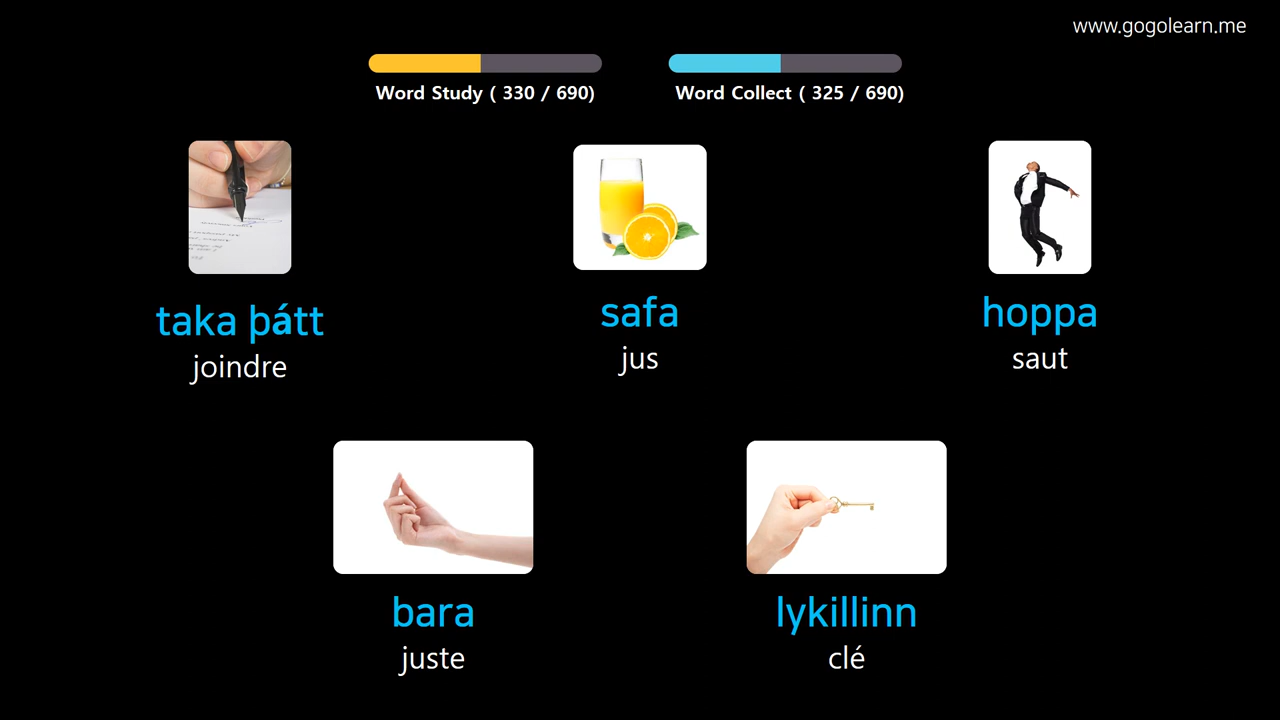 www.gogolearn.me
Word Study ( 330 / 690)
Word Collect ( 325 / 690)
taka þátt
joindre
safa
jus
hoppa
saut
bara
juste
lykillinn
clé